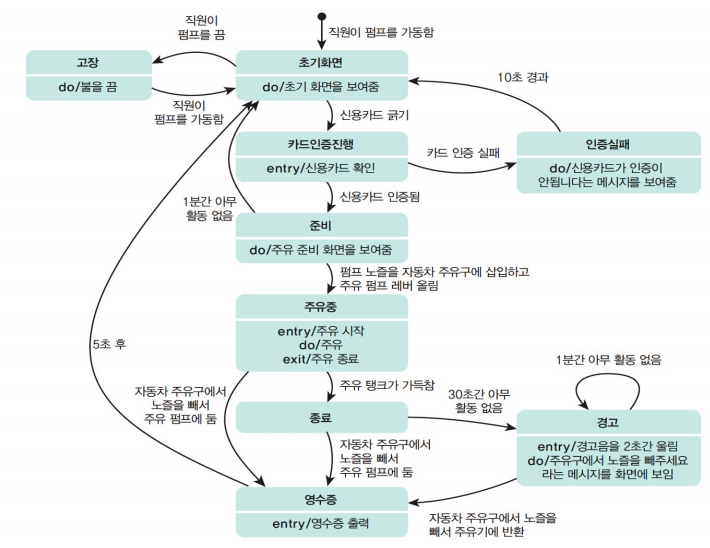 직원이
펌프를 끔
직원이 펌프를 가동함
고장
do/불을 끔
초기화면
do/초기 화면을 보여줌
직원이
펌프를 가동함
10초 경과
신용카드 긁기
카드인증진행
entry/신용카드 확인
카드 인증 실패
인증실패
do/신용카드가 인증이
안됩니다는 메시지를 보여줌
신용카드 인증됨
1분간 아무
활동 없음
준비
do/주유 준비 화면을 보여줌
펌프 노즐을 자동차 주유구에 삽입하고
주유 펌프 레버 올림
주유중
entry/주유 시작
do/주유
exit/주유 종료
5초 후
주유 탱크가 가득참
자동차 주유구에서
노즐을 빼서
주유 펌프에 둠
종료
30초간 아무
활동 없음
1분간 아무 활동 없음
경고
entry/경고음을 2초간 울림
do/주유구에서 노즐을 빼주세요
라는 메시지를 화면에 보임
자동차 주유구에서
노즐을 빼서
주유 펌프에 둠
영수증
entry/영수증 출력
자동차 주유구에서 노즐을
빼서 주유기에 반환